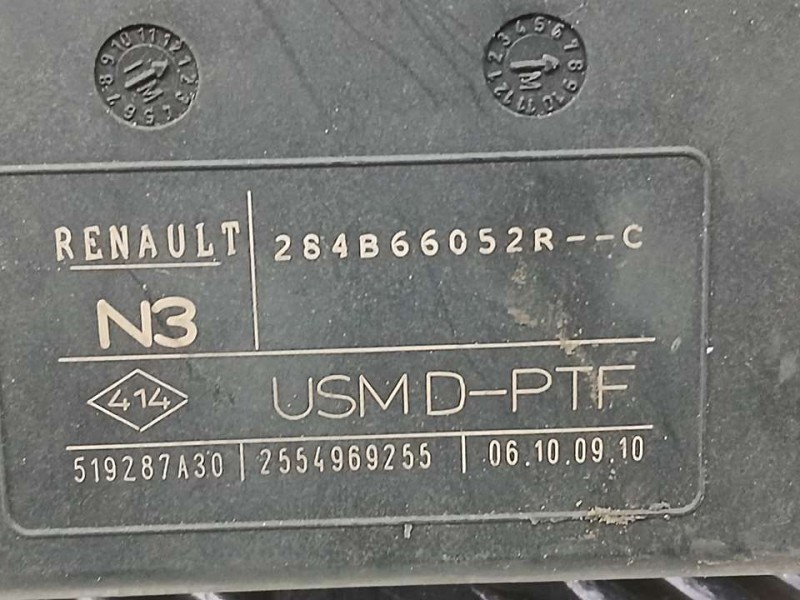 RENAULT 284B66052R--C
N3
414 USM D-PTF
519287A30 2554969255 06.10.09.10